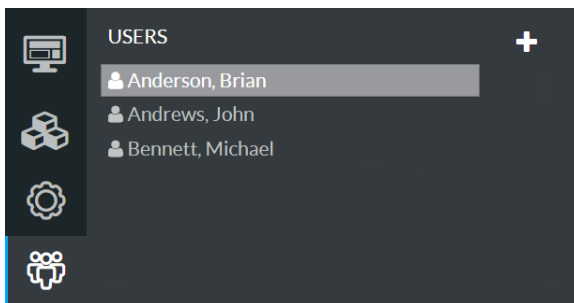 USERS
Anderson, Brian
Andrews, John
Bennett, Michael